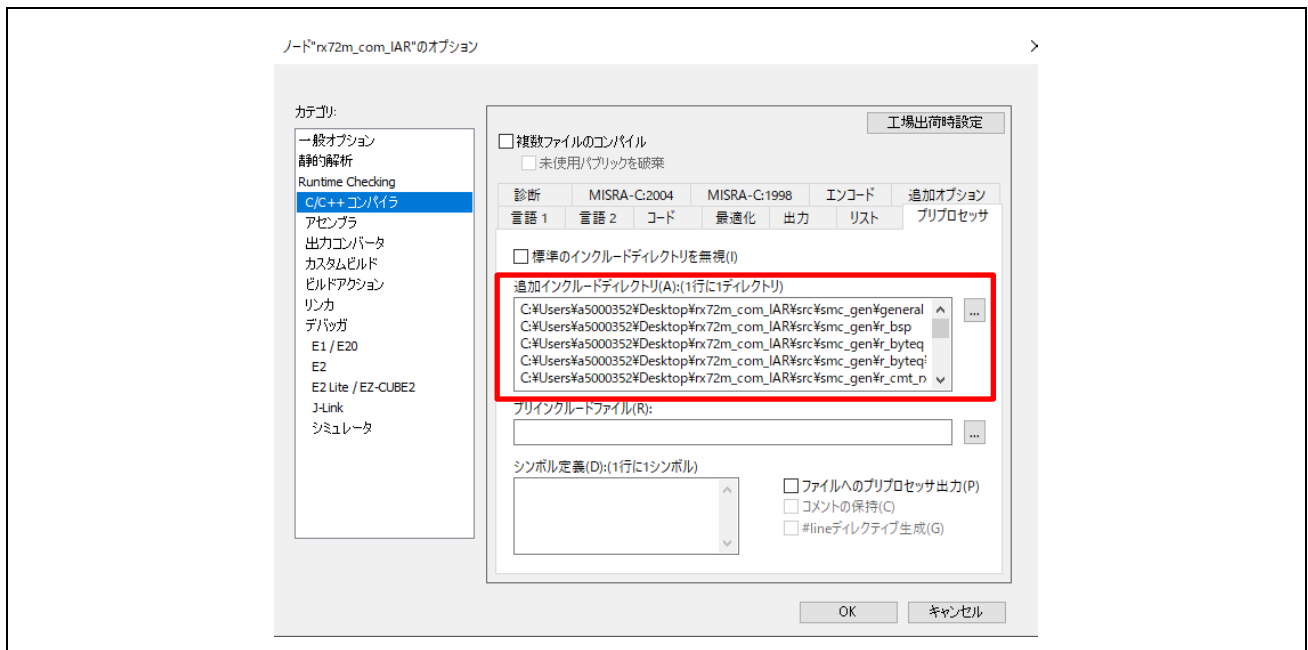 ノード"rx72m_com_IAR"のオプション
カテゴリ:
一般オプション
静的解析
Runtime Checking
C/C++ コンパイラ
アセンブラ
出力コンバータ
カスタムビルド
ビルドアクション
リンカ
デバッガ
E1 / E20
E2
E2 Lite / EZ-CUBE2
J-Link
シミュレータ
工場出荷時設定
複数ファイルのコンパイル
未使用パブリックを破棄
診断 MISRA-C:2004 MISRA-C:1998 エンコード 追加オプション
言語 1 言語 2 コード 最適化 出力 リスト プリプロセッサ
標準のインクルードディレクトリを無視(I)
追加インクルードディレクトリ(A):(1行に1ディレクトリ)
C:¥Users¥a5000352¥Desktop¥rx72m_com_IAR¥src¥smc_gen¥general
C:¥Users¥a5000352¥Desktop¥rx72m_com_IAR¥src¥smc_gen¥r_bsp
C:¥Users¥a5000352¥Desktop¥rx72m_com_IAR¥src¥smc_gen¥r_byteq
C:¥Users¥a5000352¥Desktop¥rx72m_com_IAR¥src¥smc_gen¥r_byteq¥
C:¥Users¥a5000352¥Desktop¥rx72m_com_IAR¥src¥smc_gen¥r_cmt_r
...
プリインクルードファイル(R):
...
シンボル定義(D):(1行に1シンボル)
ファイルへのプリプロセッサ出力(P)
コメントの保持(C)
#lineディレクティブ生成(G)
OK キャンセル